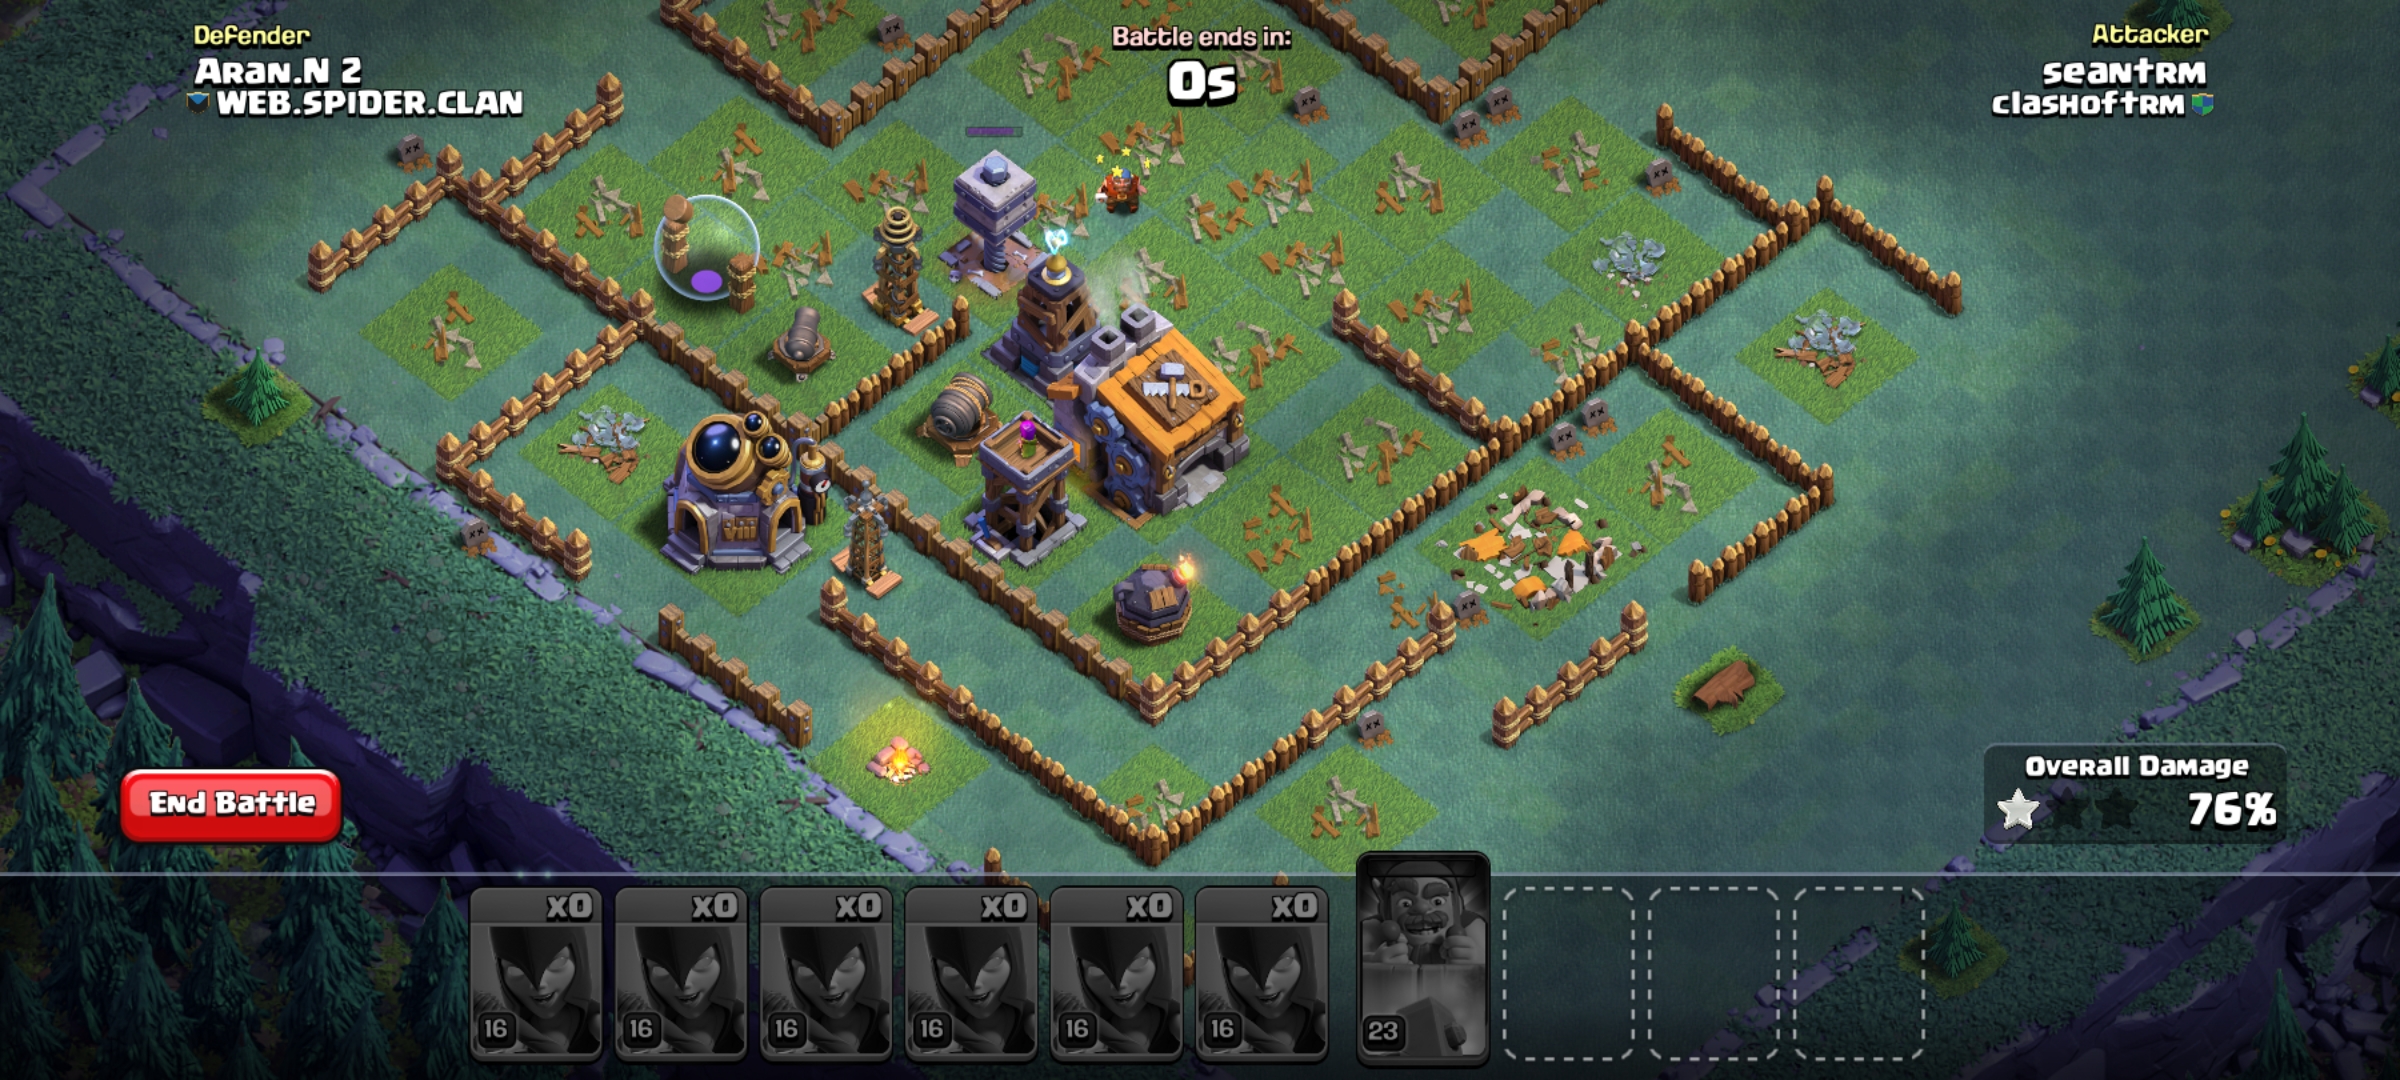 Defender
Aran.N 2
WEB.SPIDER.CLAN
Battle ends in:
0s
Attacker
seantRM
clashoftRM
VIII
End Battle
Overall Damage
76%
x0
x0
x0
x0
x0
x0
16
16
16
16
16
16
23